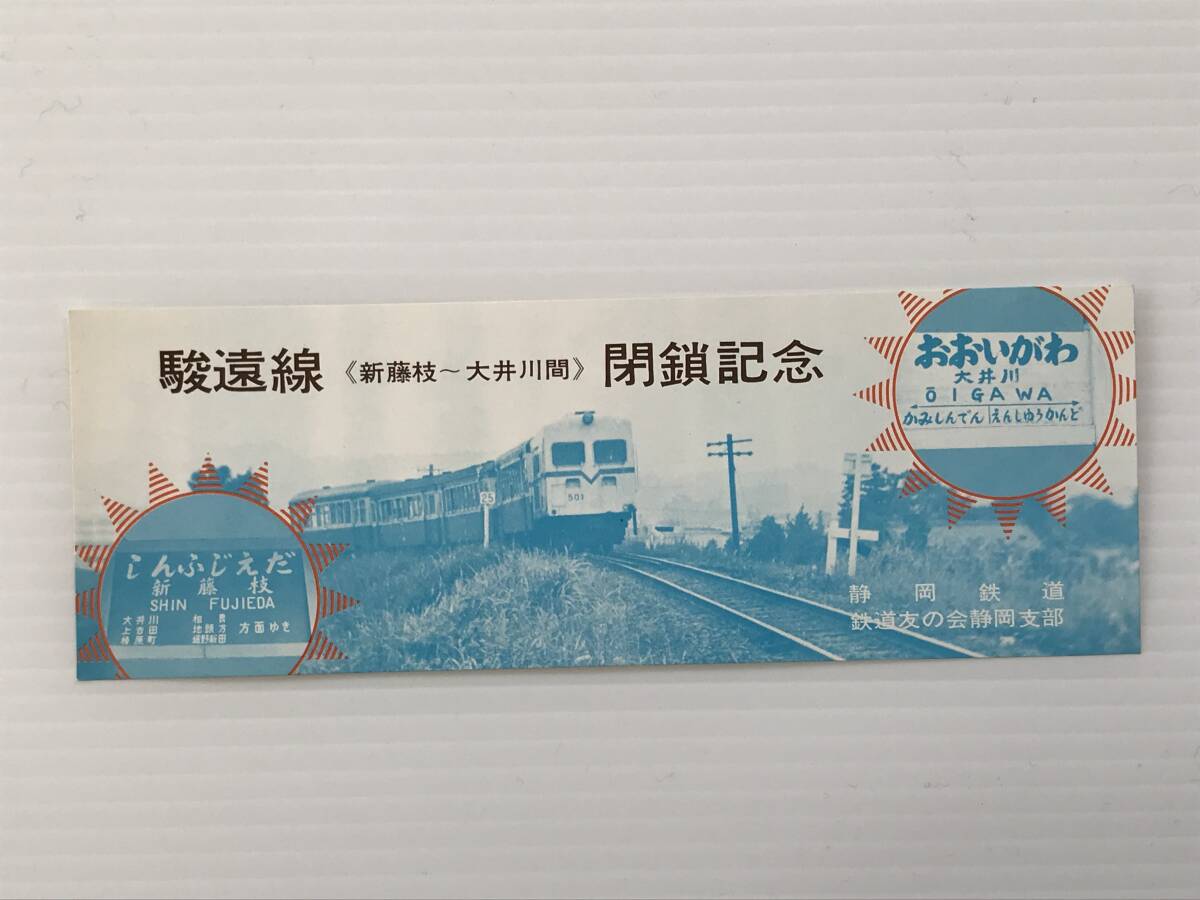 駿遠線《新藤枝～大井川間》閉鎖記念
おおいがわ
大井川
ŌIGAWA
かみしんでん えんしゅうかんど
25
501
しんふじえだ
新藤枝
SHIN FUJIEDA
大井川 相良
上吉田 地頭方 方面ゆき
榛原町 堀野新田
静岡鉄道
鉄道友の会静岡支部